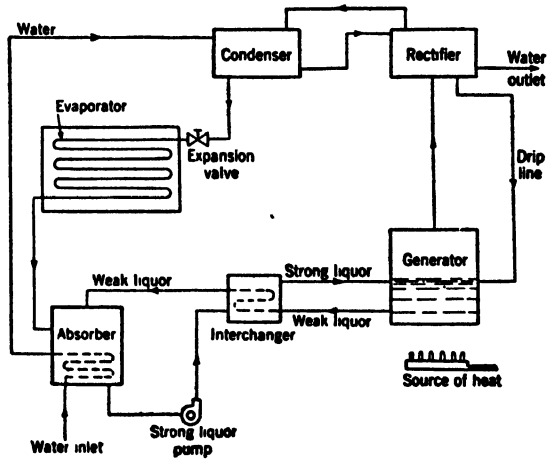 Water
Condenser
Rectifier
Water
outlet
Evaporator
Expansion
valve
Drip
line
Generator
Strong liquor
Weak liquor
Absorber
Interchanger
Weak liquor
Source of heat
Strong liquor
pump
Water inlet